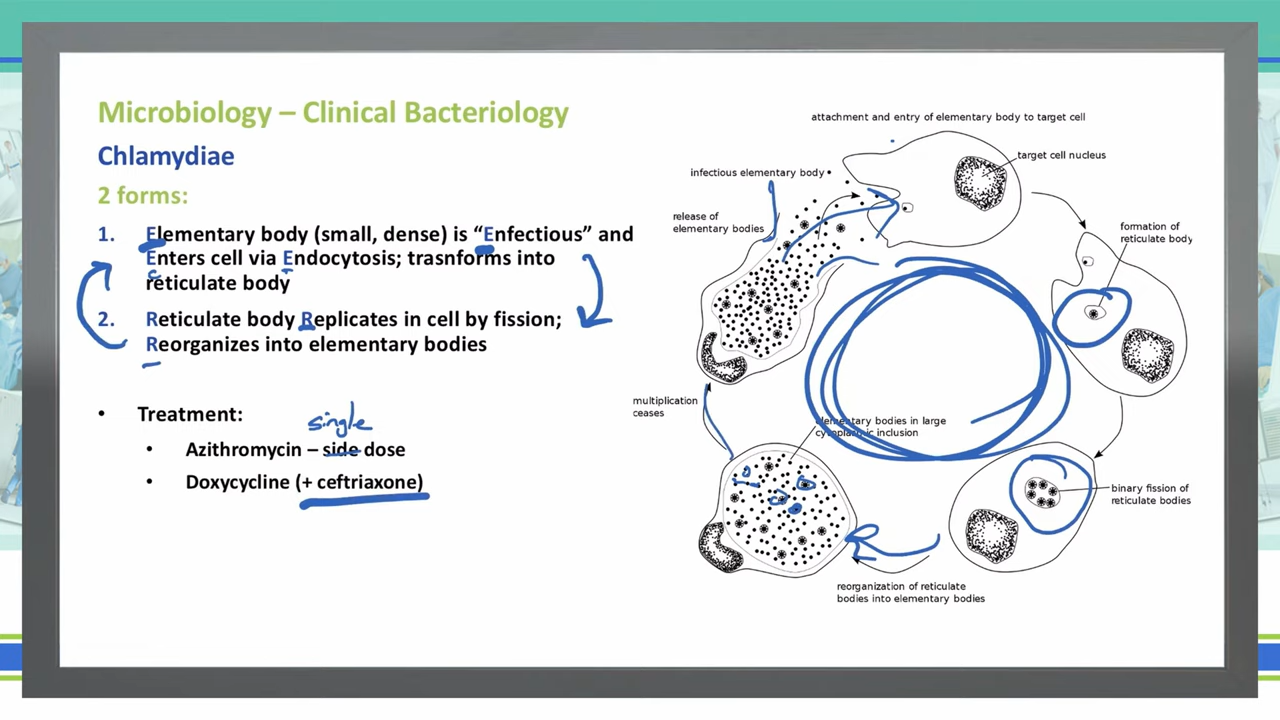 Microbiology – Clinical Bacteriology
Chlamydiae
2 forms:
1. Elementary body (small, dense) is “Enfectious” and
Enters cell via Endocytosis; trasnforms into
reticulate body
2. Reticulate body Replicates in cell by fission;
Reorganizes into elementary bodies
• Treatment:
single
• Azithromycin – side dose
• Doxycycline (+ ceftriaxone)
attachment and entry of elementary body to target cell
target cell nucleus
infectious elementary body
release of
elementary bodies
formation of
reticulate body
multiplication
ceases
elementary bodies in large
cytoplasmic inclusion
binary fission of
reticulate bodies
reorganization of reticulate
bodies into elementary bodies